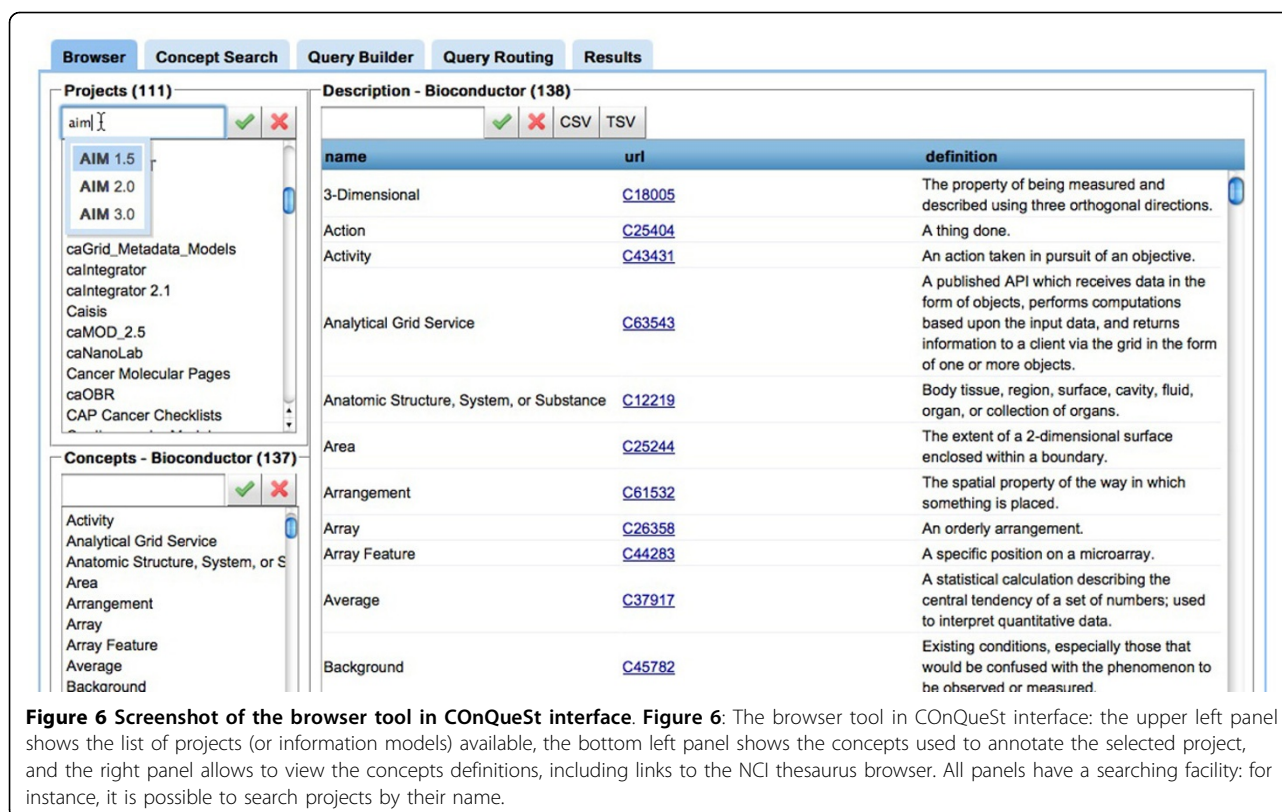 Browser Concept Search Query Builder Query Routing Results
Projects (111)
aim
AIM 1.5
AIM 2.0
AIM 3.0
caGrid_Metadata_Models
caIntegrator
caIntegrator 2.1
Caisis
caMOD_2.5
caNanoLab
Cancer Molecular Pages
caOBR
CAP Cancer Checklists
Concepts - Bioconductor (137)
Activity
Analytical Grid Service
Anatomic Structure, System, or S
Area
Arrangement
Array
Array Feature
Average
Background
Description - Bioconductor (138)
CSV TSV
name url definition
3-Dimensional C18005 The property of being measured and
described using three orthogonal directions.
Action C25404 A thing done.
Activity C43431 An action taken in pursuit of an objective.
Analytical Grid Service C63543 A published API which receives data in the
form of objects, performs computations
based upon the input data, and returns
information to a client via the grid in the form
of one or more objects.
Anatomic Structure, System, or Substance C12219 Body tissue, region, surface, cavity, fluid,
organ, or collection of organs.
Area C25244 The extent of a 2-dimensional surface
enclosed within a boundary.
Arrangement C61532 The spatial property of the way in which
something is placed.
Array C26358 An orderly arrangement.
Array Feature C44283 A specific position on a microarray.
Average C37917 A statistical calculation describing the
central tendency of a set of numbers; used
to interpret quantitative data.
Background C45782 Existing conditions, especially those that
would be confused with the phenomenon to
be observed or measured.
Figure 6 Screenshot of the browser tool in COnQueSt interface. Figure 6: The browser tool in COnQueSt interface: the upper left panel
shows the list of projects (or information models) available, the bottom left panel shows the concepts used to annotate the selected project,
and the right panel allows to view the concepts definitions, including links to the NCI thesaurus browser. All panels have a searching facility: for
instance, it is possible to search projects by their name.